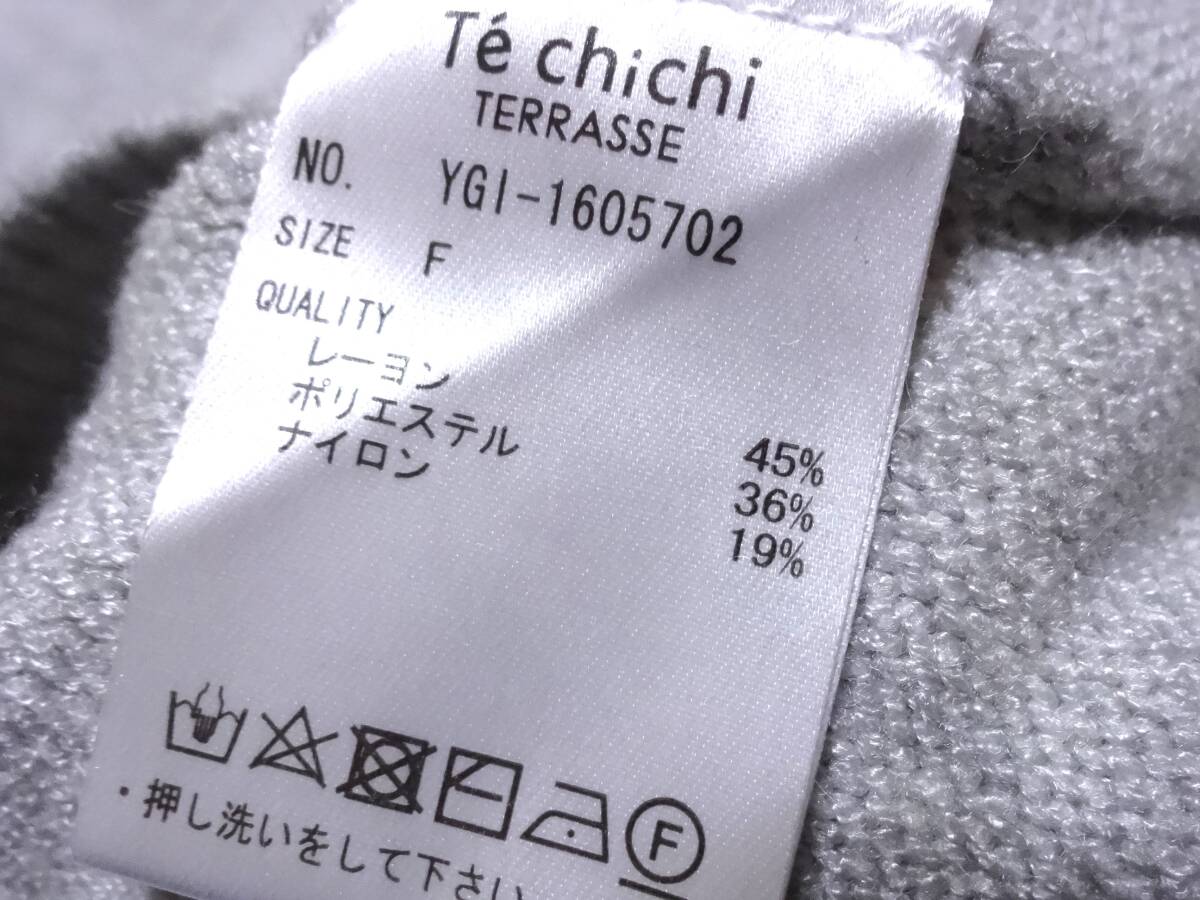 Té chichi
TERRASSE
NO. YGI-1605702
SIZE F
QUALITY
レーヨン 45%
ポリエステル 36%
ナイロン 19%
F
・押し洗いをして下さい